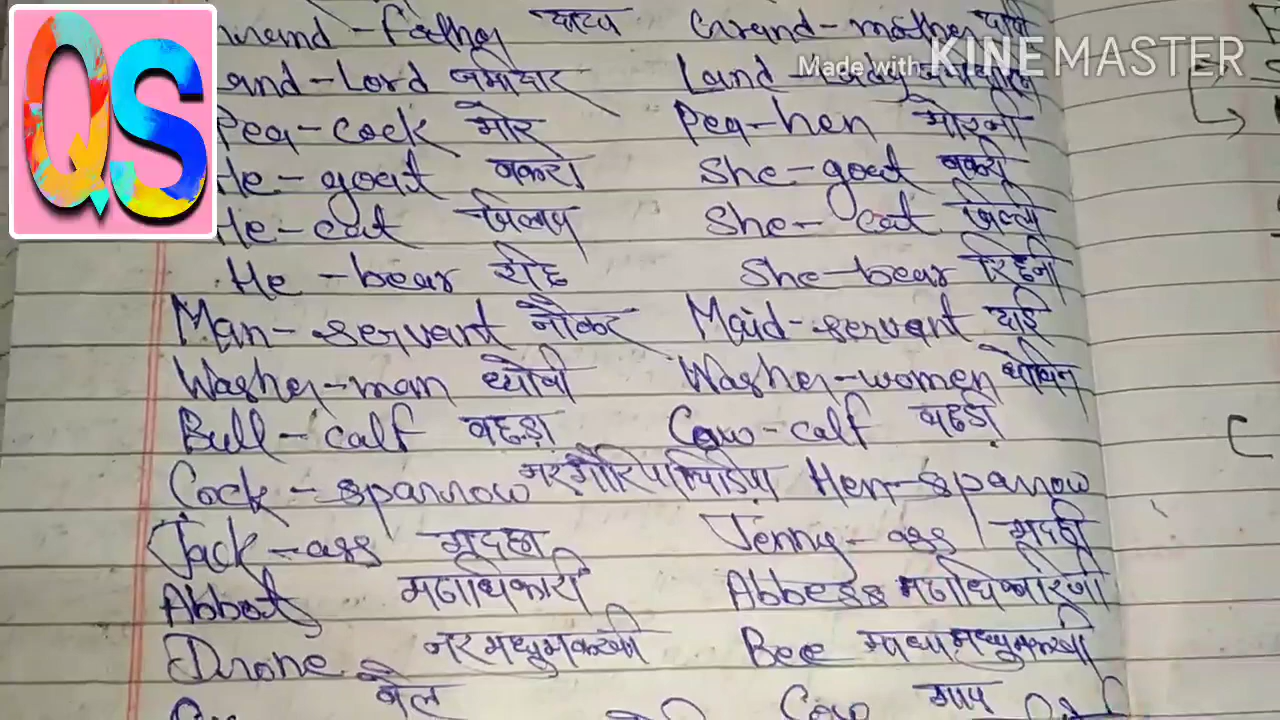 QS
Made with KINEMASTER
Grand-father दादा Grand-mother दादी
Land-Lord जमींदार Land-lady
Pea-cock मोर Pea-hen मोरनी
He-goat बकरा She-goat बकरी
He-cat बिलाव She-cat बिल्ली
He-bear रीछ She-bear रिछनी
Man-servant नौकर Maid-servant दाई
Washer-man धोवी Washer-women धोविन
Bull-calf बछड़ा Cow-calf बछड़ी
Cock-sparrow नर गौरैया चिड़िया Hen-sparrow
Jack-ass गदहा Jenny-ass गदही
Abbot मठाधिकारी Abbess मठाधिकारिणी
Drone नर मधुमक्खी Bee मादा मधुमक्खी
बैल Cow गाय